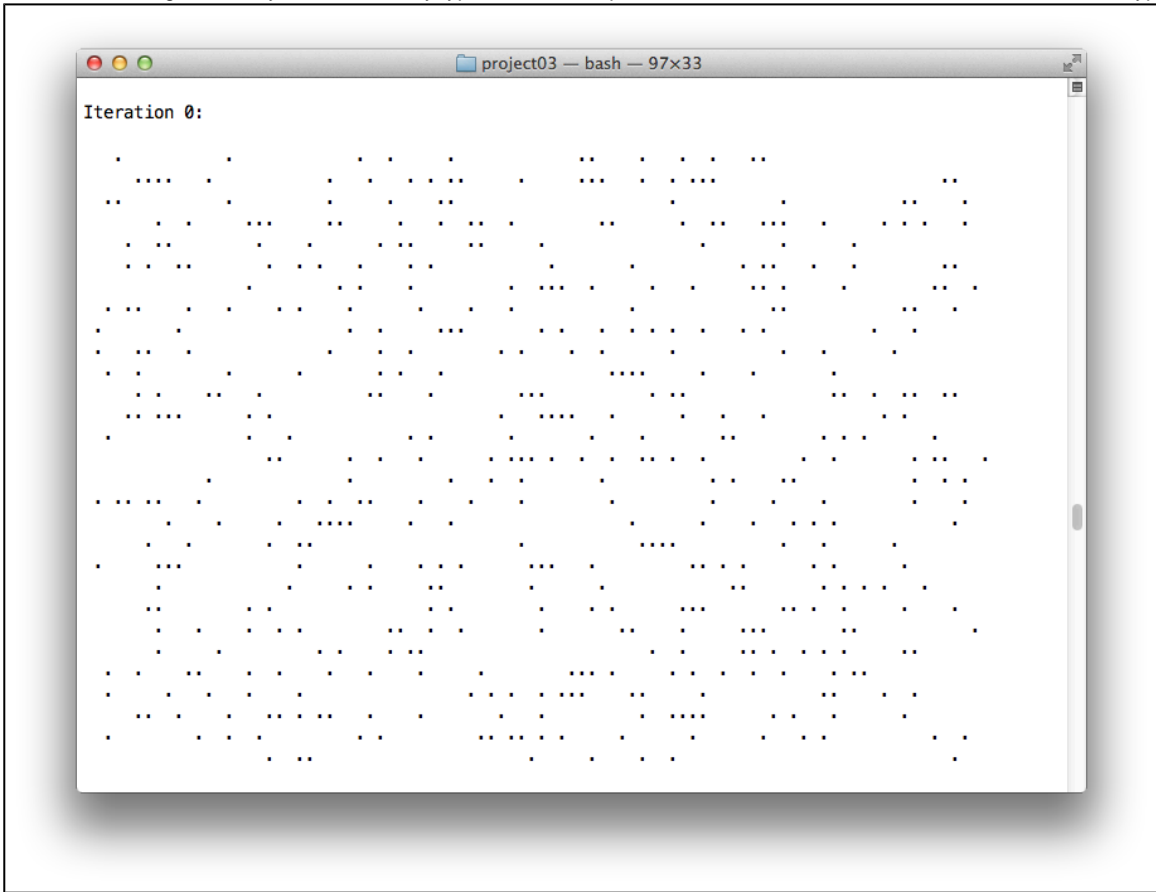 project03 — bash — 97×33
Iteration 0: